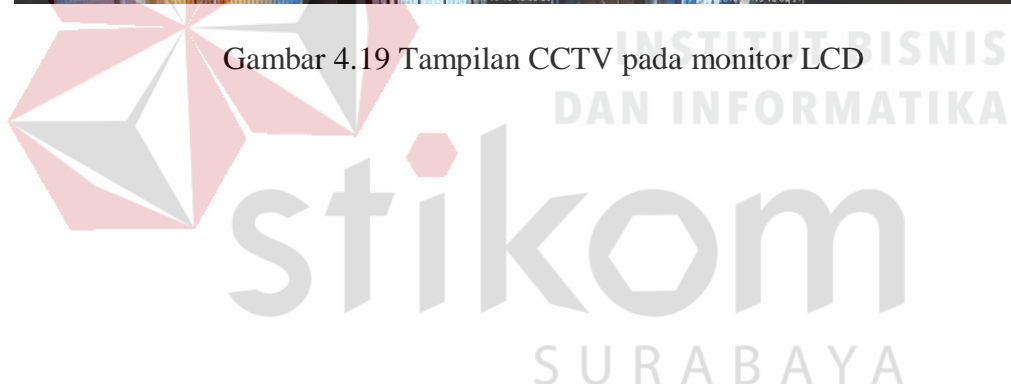 Gambar 4.19 Tampilan CCTV pada monitor LCD
INSTITUT BISNIS
DAN INFORMATIKA
stikom
SURABAYA